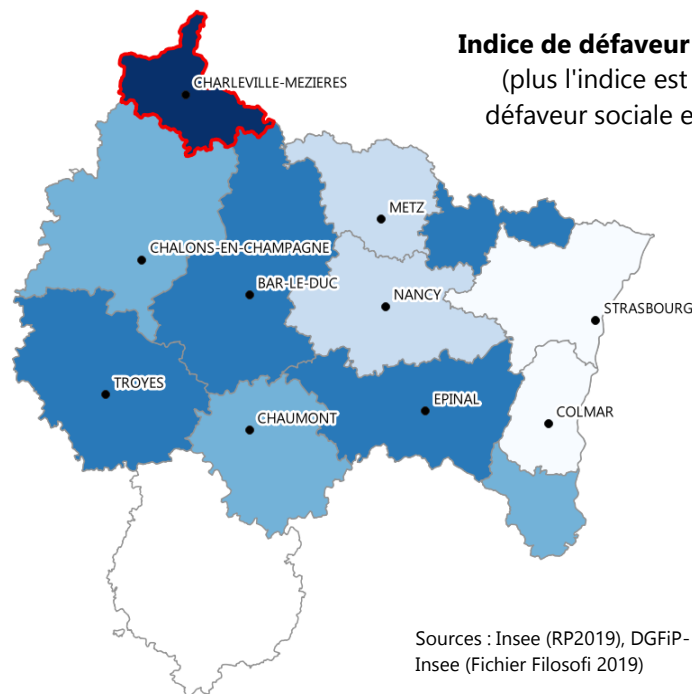 Indice de défaveur
(plus l'indice est
défaveur sociale e
CHARLEVILLE-MEZIERES
METZ
CHALONS-EN-CHAMPAGNE
BAR-LE-DUC
NANCY
STRASBOURG
TROYES
EPINAL
CHAUMONT
COLMAR
Sources : Insee (RP2019), DGFiP-
Insee (Fichier Filosofi 2019)